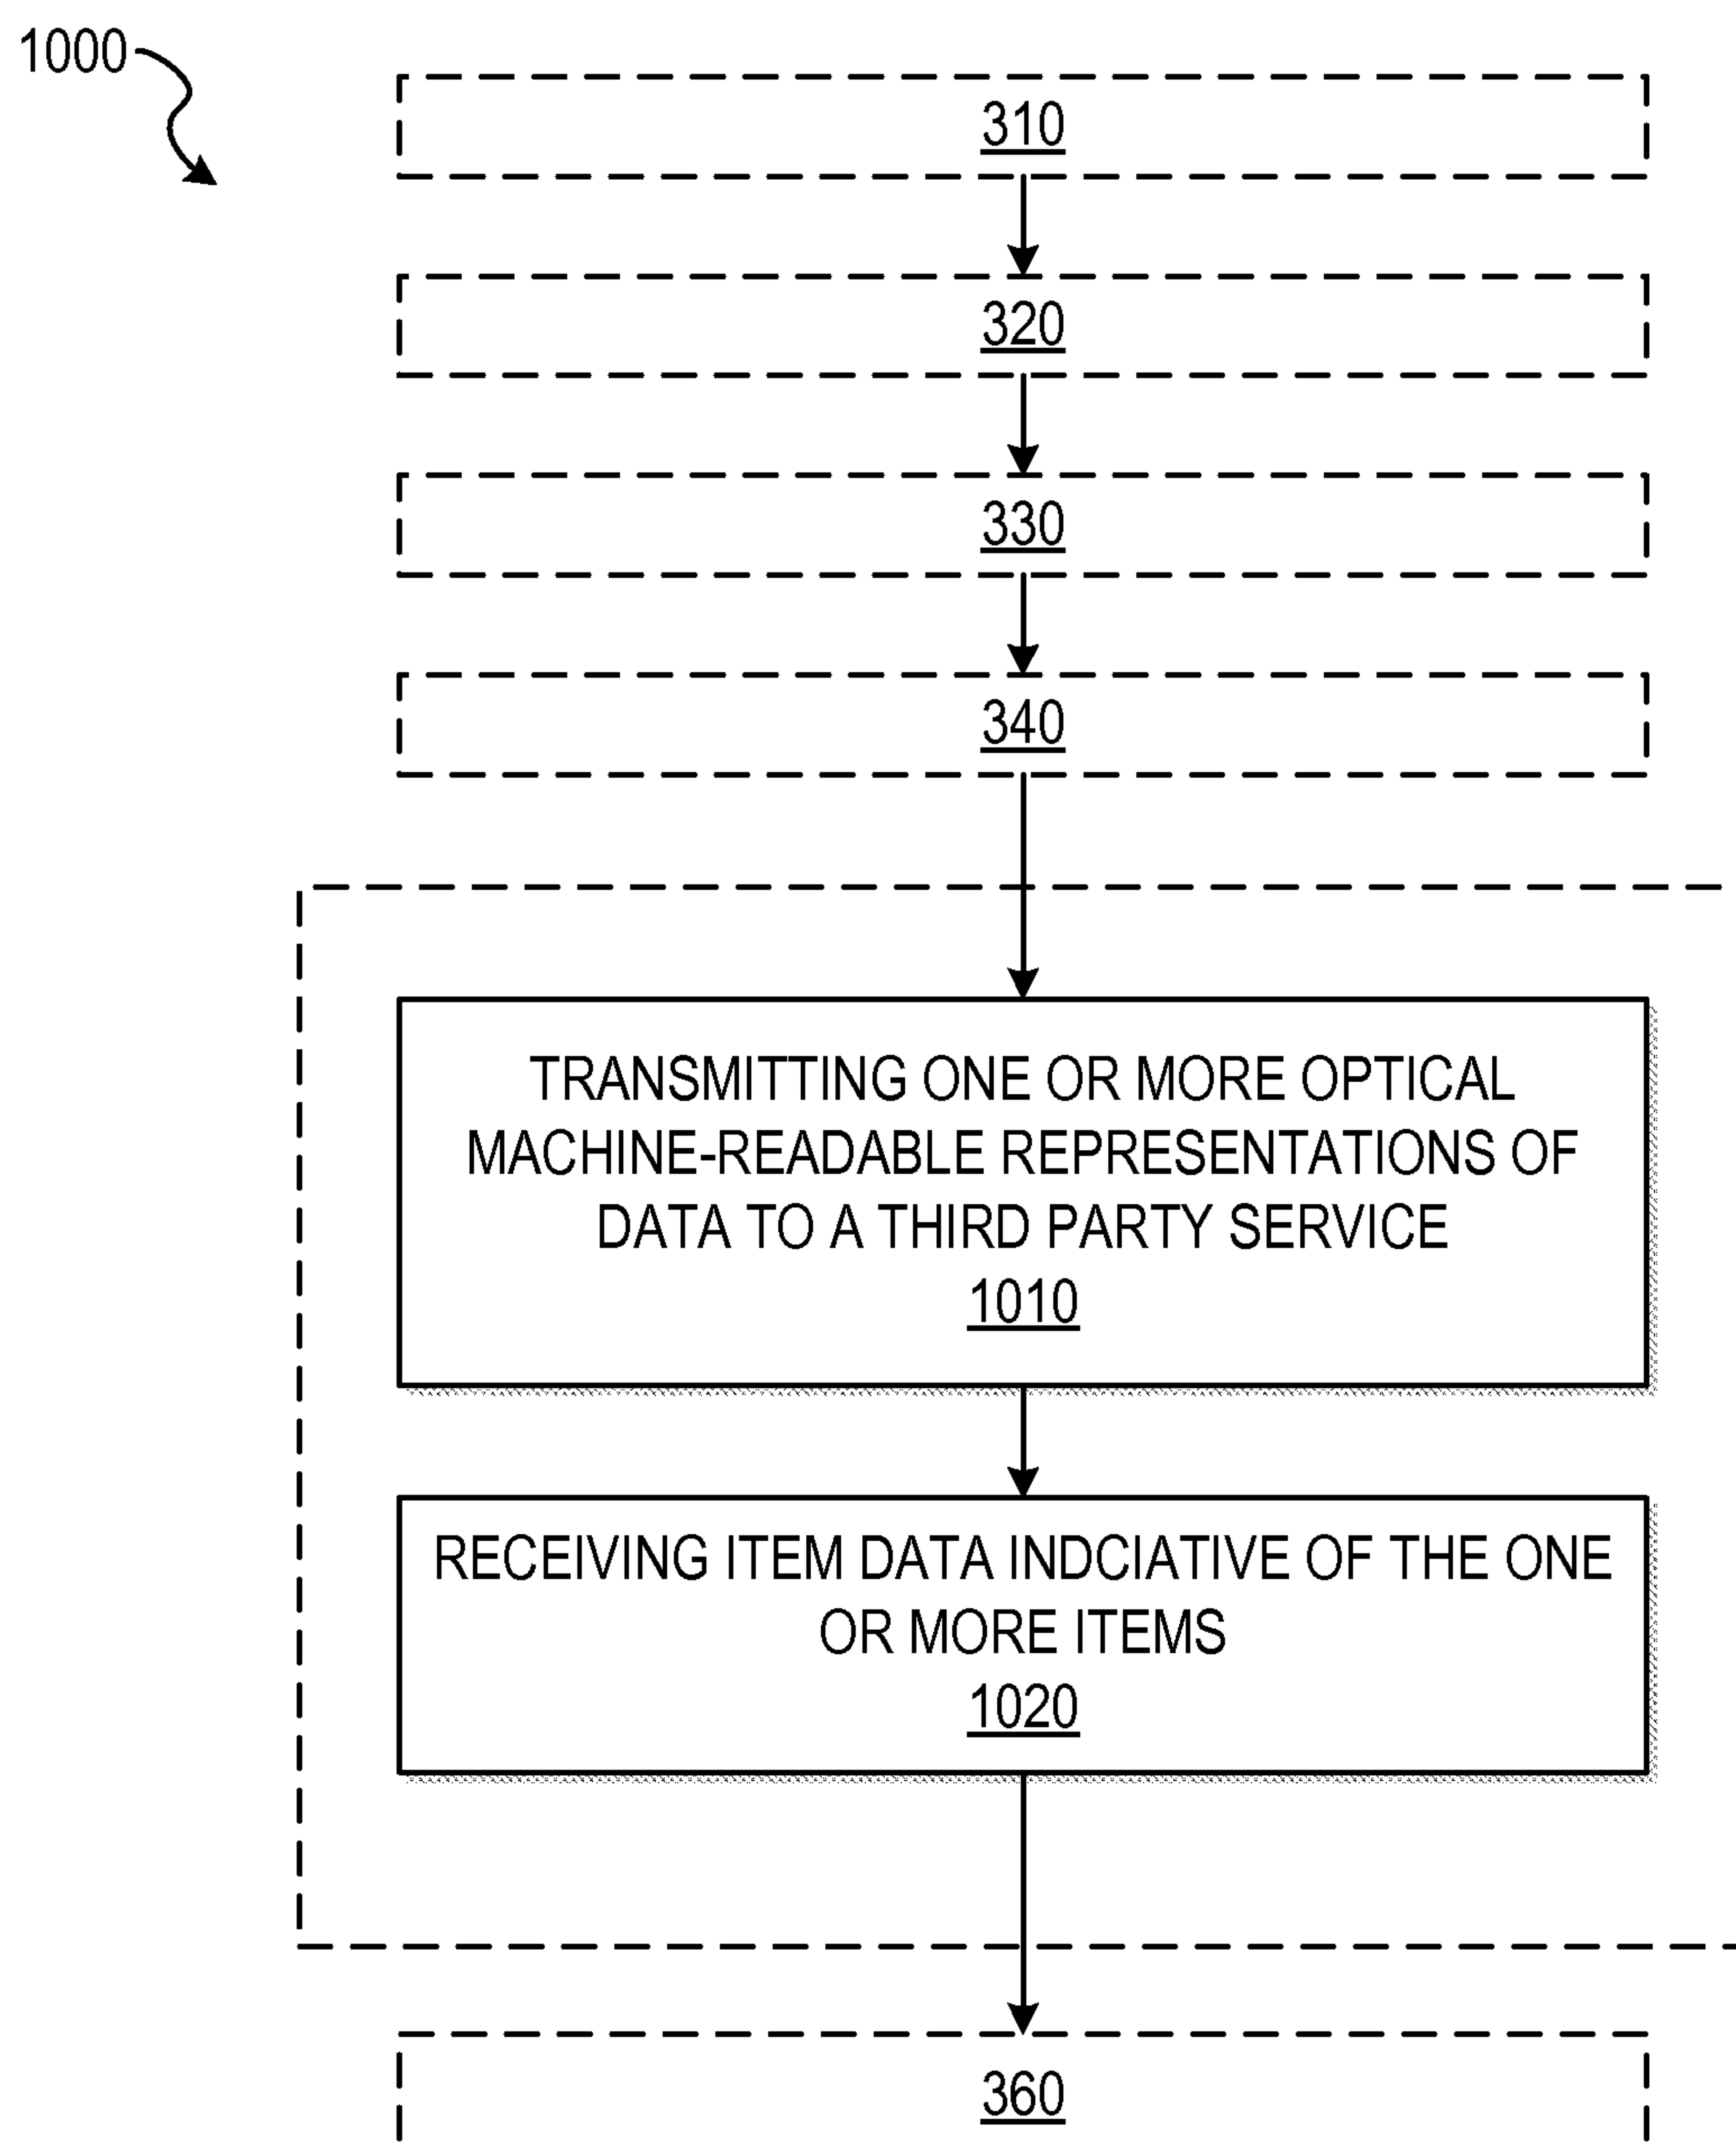 1000
310
320
330
340
TRANSMITTING ONE OR MORE OPTICAL
MACHINE-READABLE REPRESENTATIONS OF
DATA TO A THIRD PARTY SERVICE
1010
RECEIVING ITEM DATA INDCIATIVE OF THE ONE
OR MORE ITEMS
1020
360